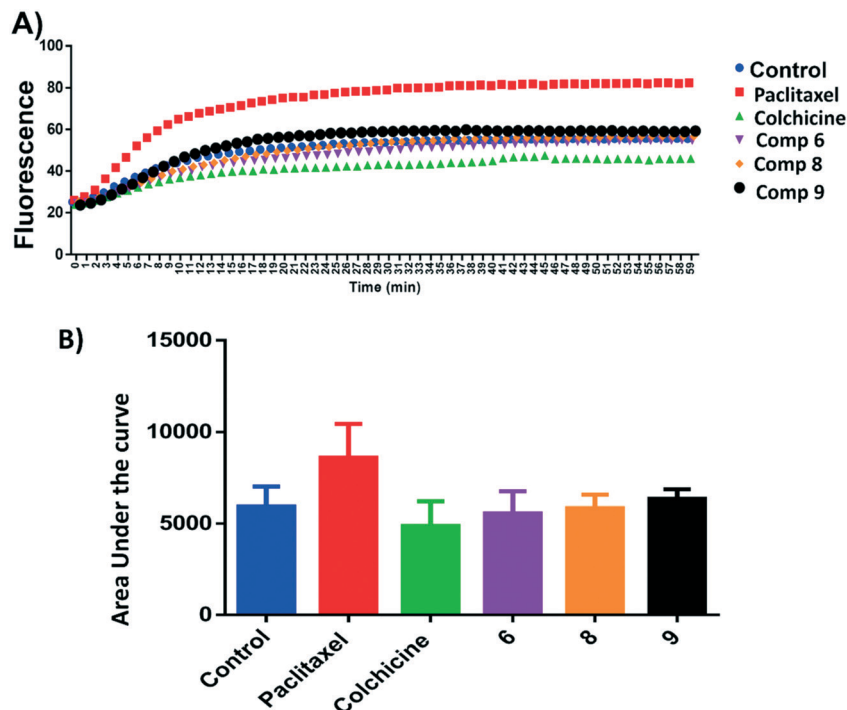 A)
Fluorescence
100
80
60
40
20
0
0 1 2 3 4 5 6 7 8 9 10 11 12 13 14 15 16 17 18 19 20 21 22 23 24 25 26 27 28 29 30 31 32 33 34 35 36 37 38 39 40 41 42 43 44 45 46 47 48 49 50 51 52 53 54 55 56 57 58 59
Time (min)
Control
Paclitaxel
Colchicine
Comp 6
Comp 8
Comp 9
B)
Area Under the curve
15000
10000
5000
0
Control
Paclitaxel
Colchicine
6
8
9